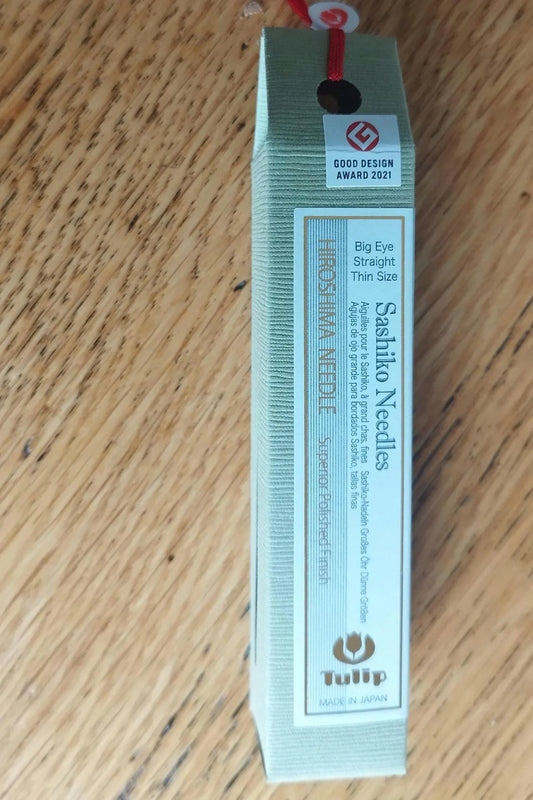 GOOD DESIGN
AWARD 2021
Big Eye
Straight
Thin Size
Sashiko Needles
Aiguilles pour le Sashiko, à grand chas, fines Sashiko-Nadeln Großes Öhr Dünne Größen
Agujas de ojo grande para bordados Sashiko, tallas finas
HIROSHIMA NEEDLE Superior Polished Finish
Tulip
MADE IN JAPAN